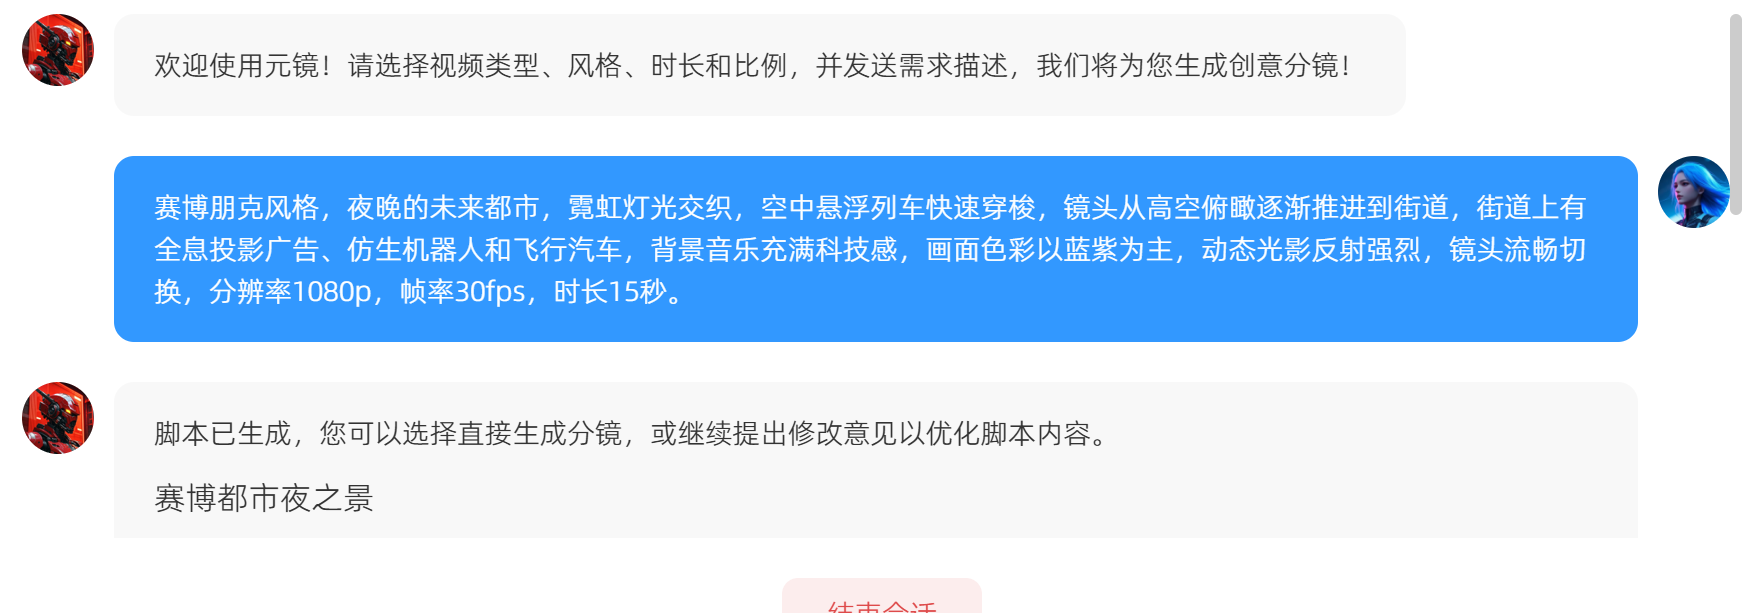 欢迎使用元镜！请选择视频类型、风格、时长和比例，并发送需求描述，我们将为您生成创意分镜！
赛博朋克风格，夜晚的未来都市，霓虹灯光交织，空中悬浮列车快速穿梭，镜头从高空俯瞰逐渐推进到街道，街道上有
全息投影广告、仿生机器人和飞行汽车，背景音乐充满科技感，画面色彩以蓝紫为主，动态光影反射强烈，镜头流畅切
换，分辨率1080p，帧率30fps，时长15秒。
脚本已生成，您可以选择直接生成分镜，或继续提出修改意见以优化脚本内容。
赛博都市夜之景
结束会话